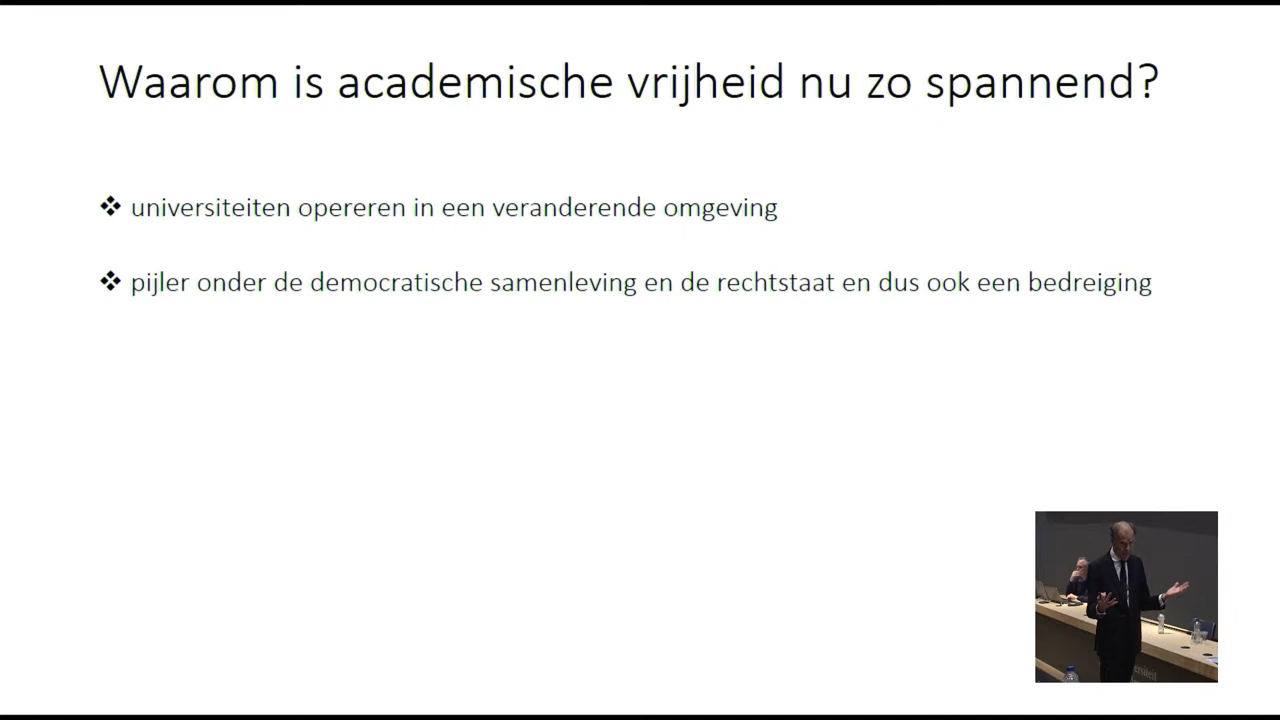 Waarom is academische vrijheid nu zo spannend?
❖ universiteiten opereren in een veranderende omgeving
❖ pijler onder de democratische samenleving en de rechtstaat en dus ook een bedreiging